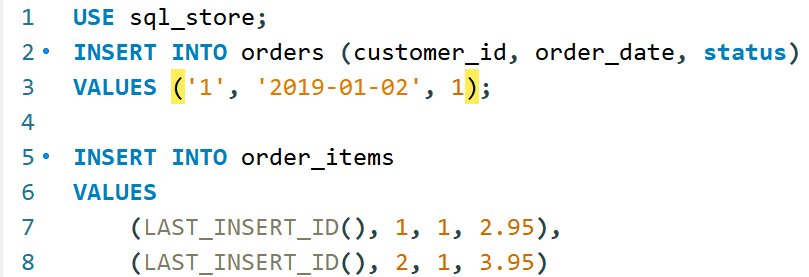 1 USE sql_store;
2 INSERT INTO orders (customer_id, order_date, status)
3 VALUES ('1', '2019-01-02', 1);
4
5 INSERT INTO order_items
6 VALUES
7 (LAST_INSERT_ID(), 1, 1, 2.95),
8 (LAST_INSERT_ID(), 2, 1, 3.95)